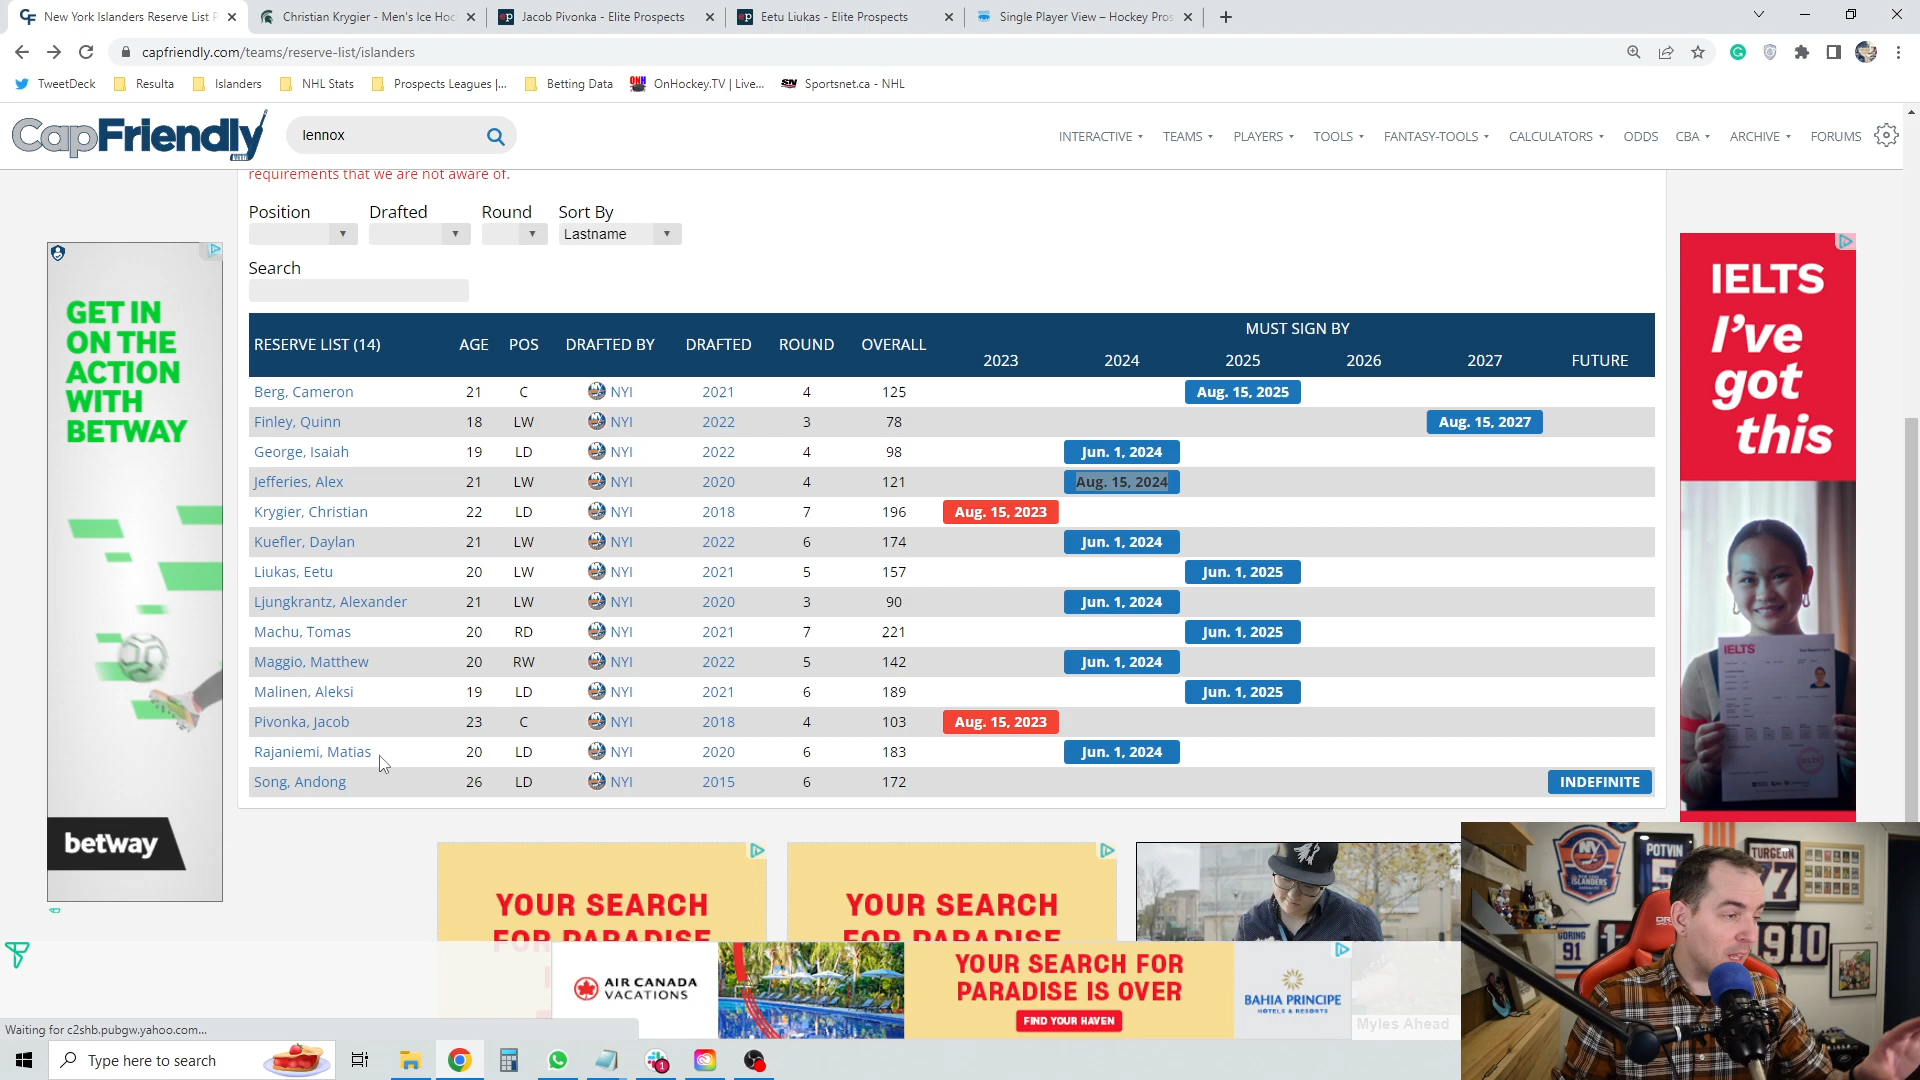 New York Islanders Reserve List P
Christian Krygier - Men's Ice Hoc
Jacob Pivonka - Elite Prospects
Eetu Liukas - Elite Prospects
Single Player View – Hockey Pros
capfriendly.com/teams/reserve-list/islanders
TweetDeck
Resulta
Islanders
NHL Stats
Prospects Leagues |...
Betting Data
OnHockey.TV | Live...
Sportsnet.ca - NHL
CapFriendly
lennox
INTERACTIVE
TEAMS
PLAYERS
TOOLS
FANTASY-TOOLS
CALCULATORS
ODDS
CBA
ARCHIVE
FORUMS
requirements that we are not aware of.
Position Drafted Round Sort By
Lastname
Search
MUST SIGN BY
RESERVE LIST (14) AGE POS DRAFTED BY DRAFTED ROUND OVERALL 2023 2024 2025 2026 2027 FUTURE
Berg, Cameron 21 C NYI 2021 4 125 Aug. 15, 2025
Finley, Quinn 18 LW NYI 2022 3 78 Aug. 15, 2027
George, Isaiah 19 LD NYI 2022 4 98 Jun. 1, 2024
Jefferies, Alex 21 LW NYI 2020 4 121 Aug. 15, 2024
Krygier, Christian 22 LD NYI 2018 7 196 Aug. 15, 2023
Kuefler, Daylan 21 LW NYI 2022 6 174 Jun. 1, 2024
Liukas, Eetu 20 LW NYI 2021 5 157 Jun. 1, 2025
Ljungkrantz, Alexander 21 LW NYI 2020 3 90 Jun. 1, 2024
Machu, Tomas 20 RD NYI 2021 7 221 Jun. 1, 2025
Maggio, Matthew 20 RW NYI 2022 5 142 Jun. 1, 2024
Malinen, Aleksi 19 LD NYI 2021 6 189 Jun. 1, 2025
Pivonka, Jacob 23 C NYI 2018 4 103 Aug. 15, 2023
Rajaniemi, Matias 20 LD NYI 2020 6 183 Jun. 1, 2024
Song, Andong 26 LD NYI 2015 6 172 INDEFINITE
GET IN
ON THE
ACTION
WITH
BETWAY
betway
IELTS
I've
got
this
IELTS
YOUR SEARCH
FOR PARADISE
YOUR SEARCH
FOR PARADISE
AIR CANADA
VACATIONS
YOUR SEARCH FOR
PARADISE IS OVER
FIND YOUR HAVEN
BAHIA PRINCIPE
HOTELS & RESORTS
Myles Ahead
POTVIN
5
TURGEON
77
GORING
91
910
Waiting for c2shb.pubgw.yahoo.com...
Type here to search
1